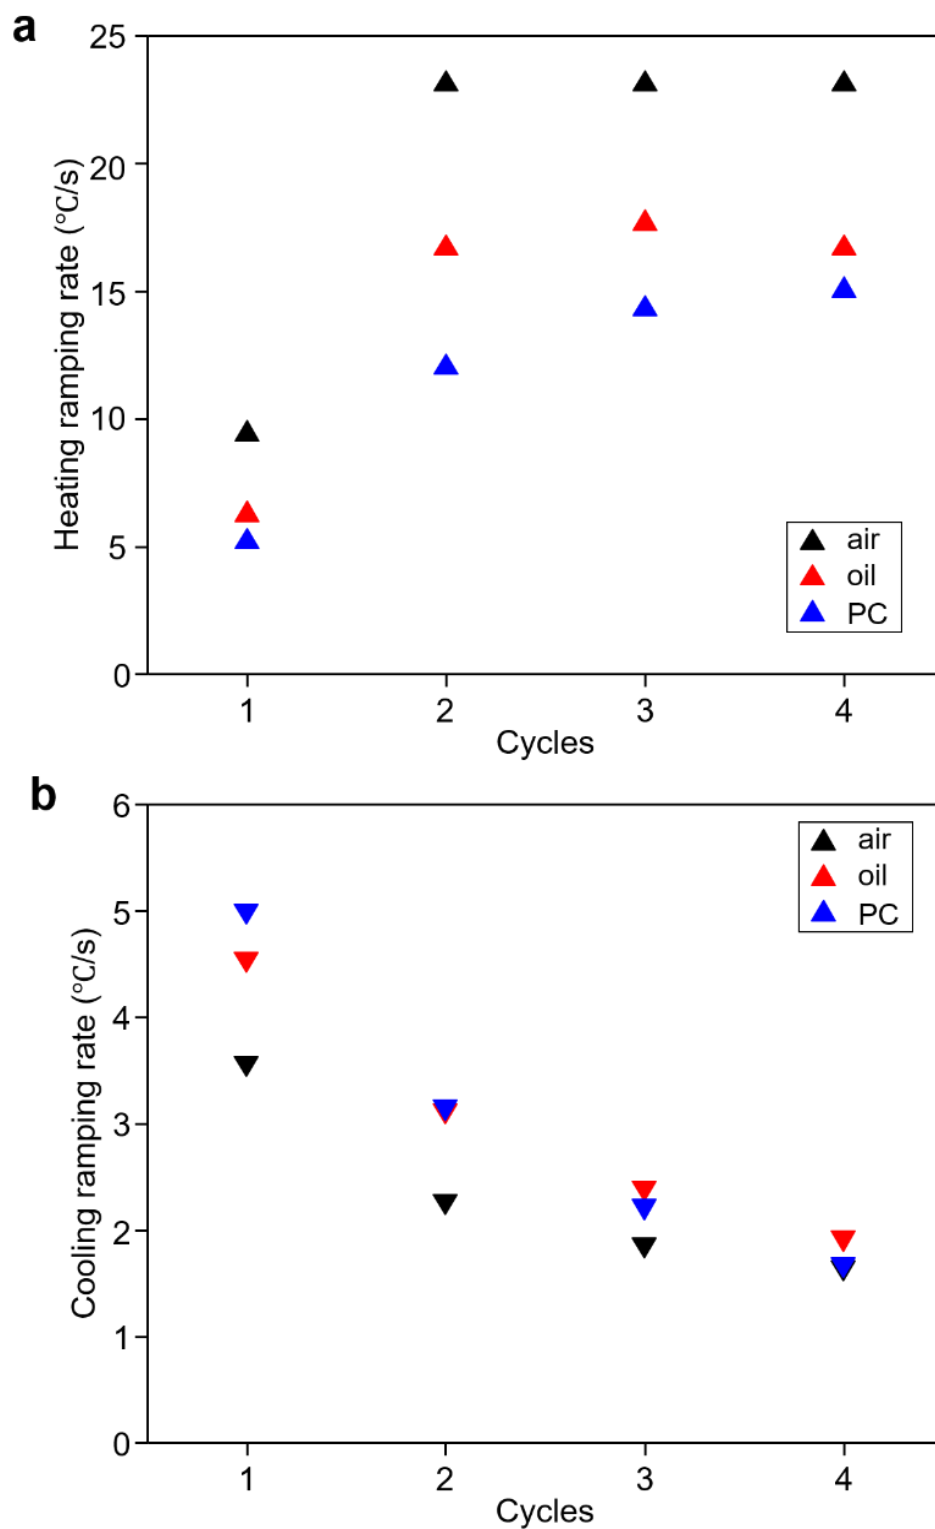 a
Heating ramping rate (°C/s)
25
20
15
10
5
0
1 2 3 4
Cycles
air
oil
PC
b
Cooling ramping rate (°C/s)
6
5
4
3
2
1
0
1 2 3 4
Cycles
air
oil
PC